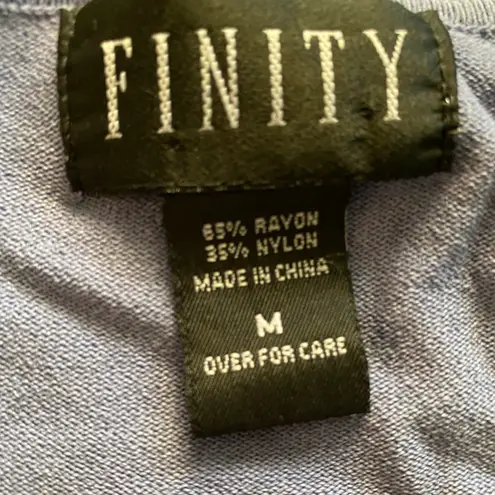 FINITY
65% RAYON
35% NYLON
MADE IN CHINA
M
OVER FOR CARE